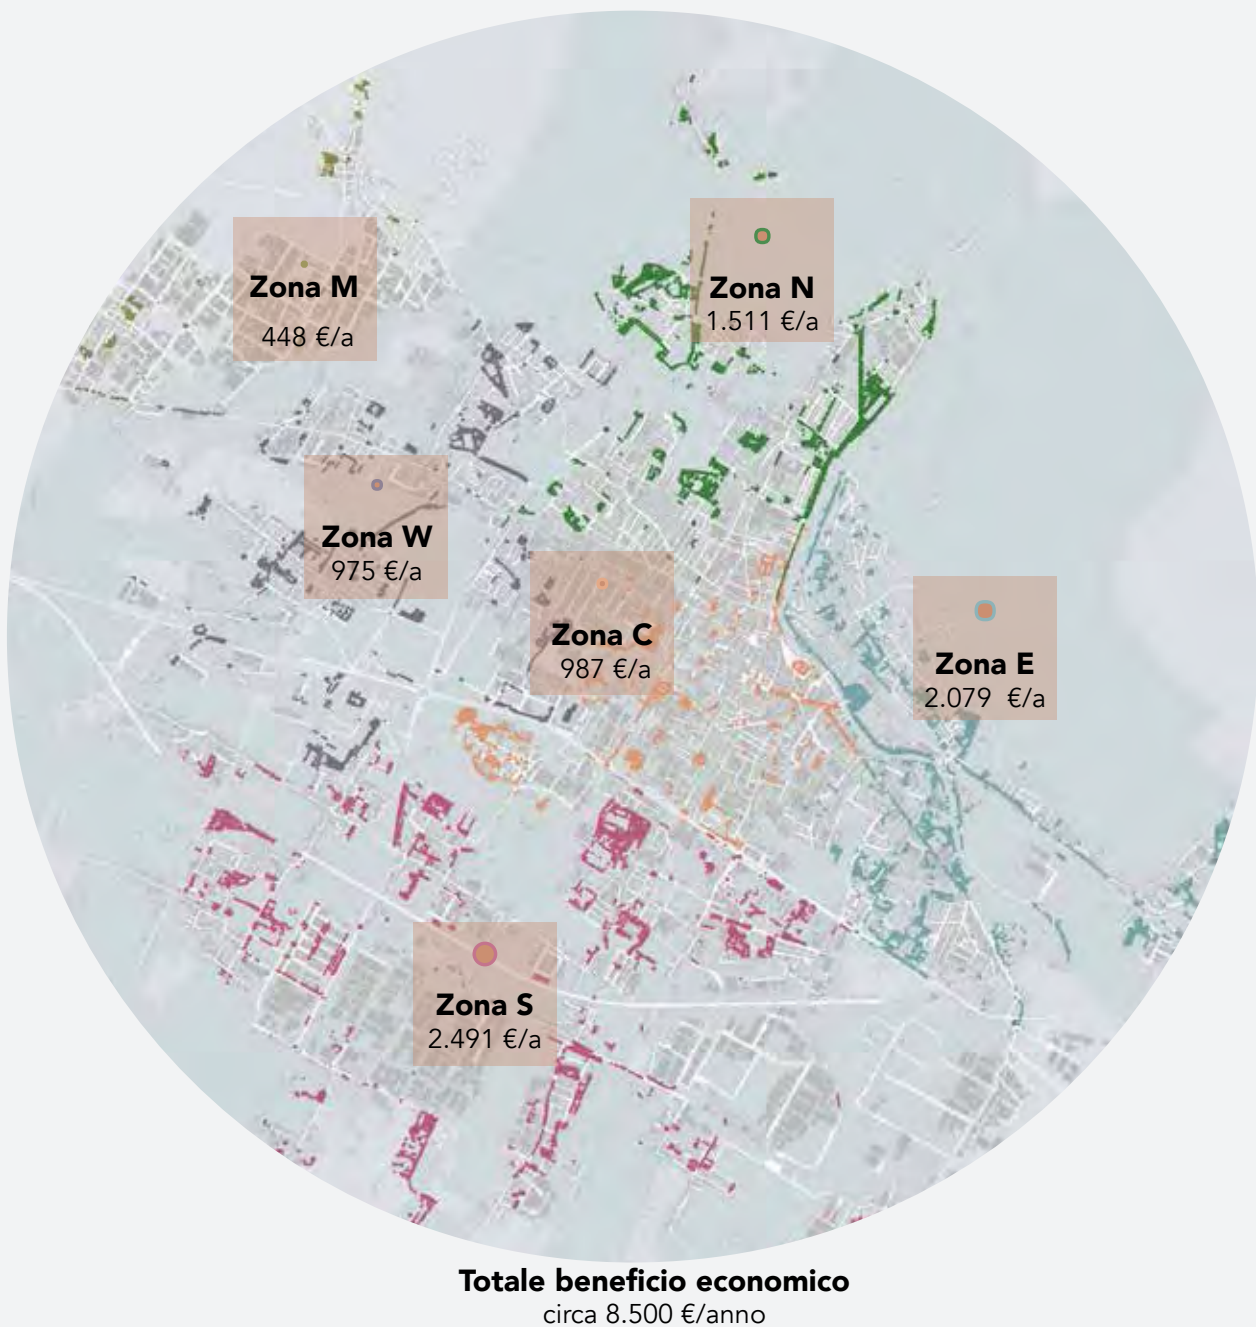 Zona M
448 €/a
Zona N
1.511 €/a
Zona W
975 €/a
Zona C
987 €/a
Zona E
2.079 €/a
Zona S
2.491 €/a
Totale beneficio economico
circa 8.500 €/anno